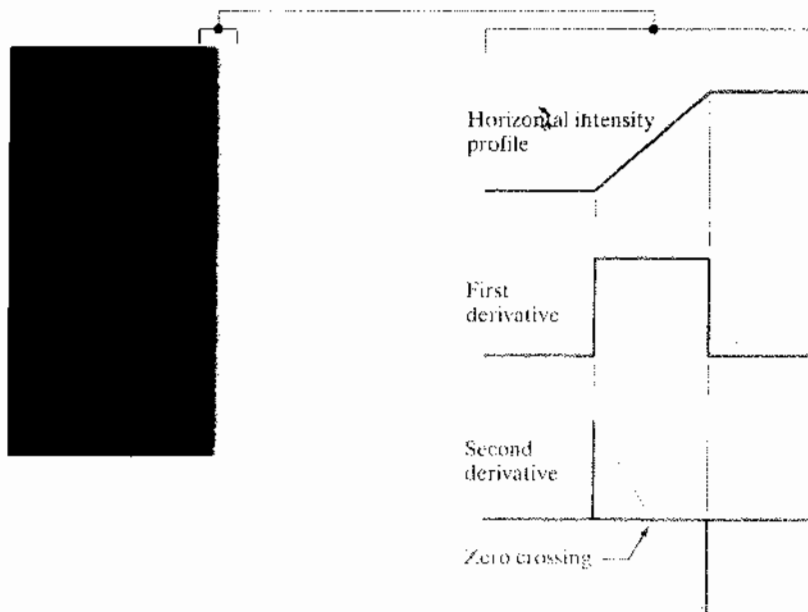 Horizontal intensity
profile
First
derivative
Second
derivative
Zero crossing